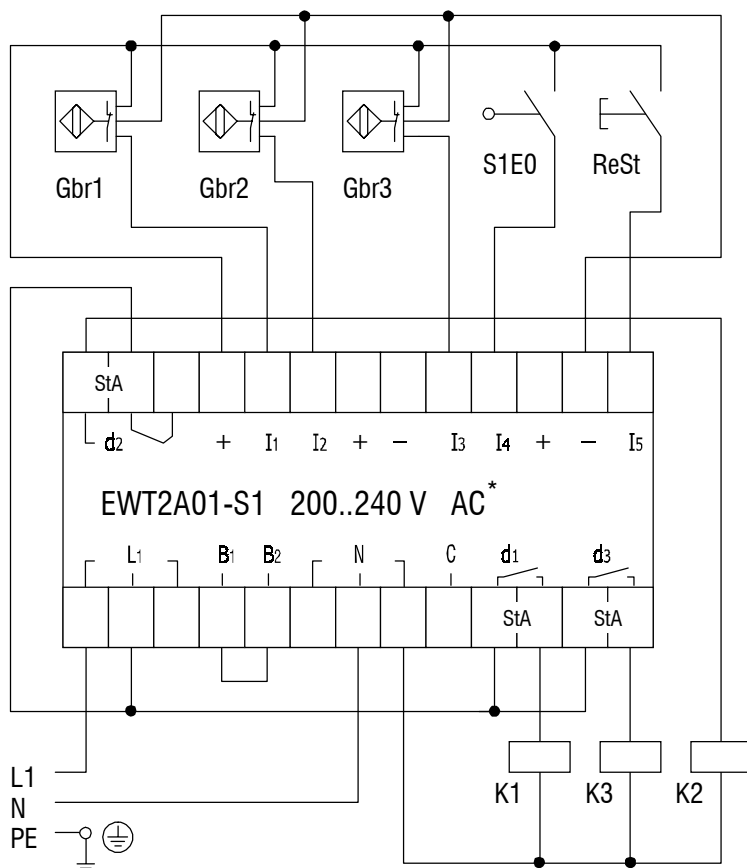 Gbr1 Gbr2 Gbr3 S1E0 ReSt
StA
d2 + I1 I2 + − I3 I4 + − I5
EWT2A01-S1 200..240 V AC*
L1 B1 B2 N C d1 d3
StA StA
L1
N
PE
K1 K3 K2